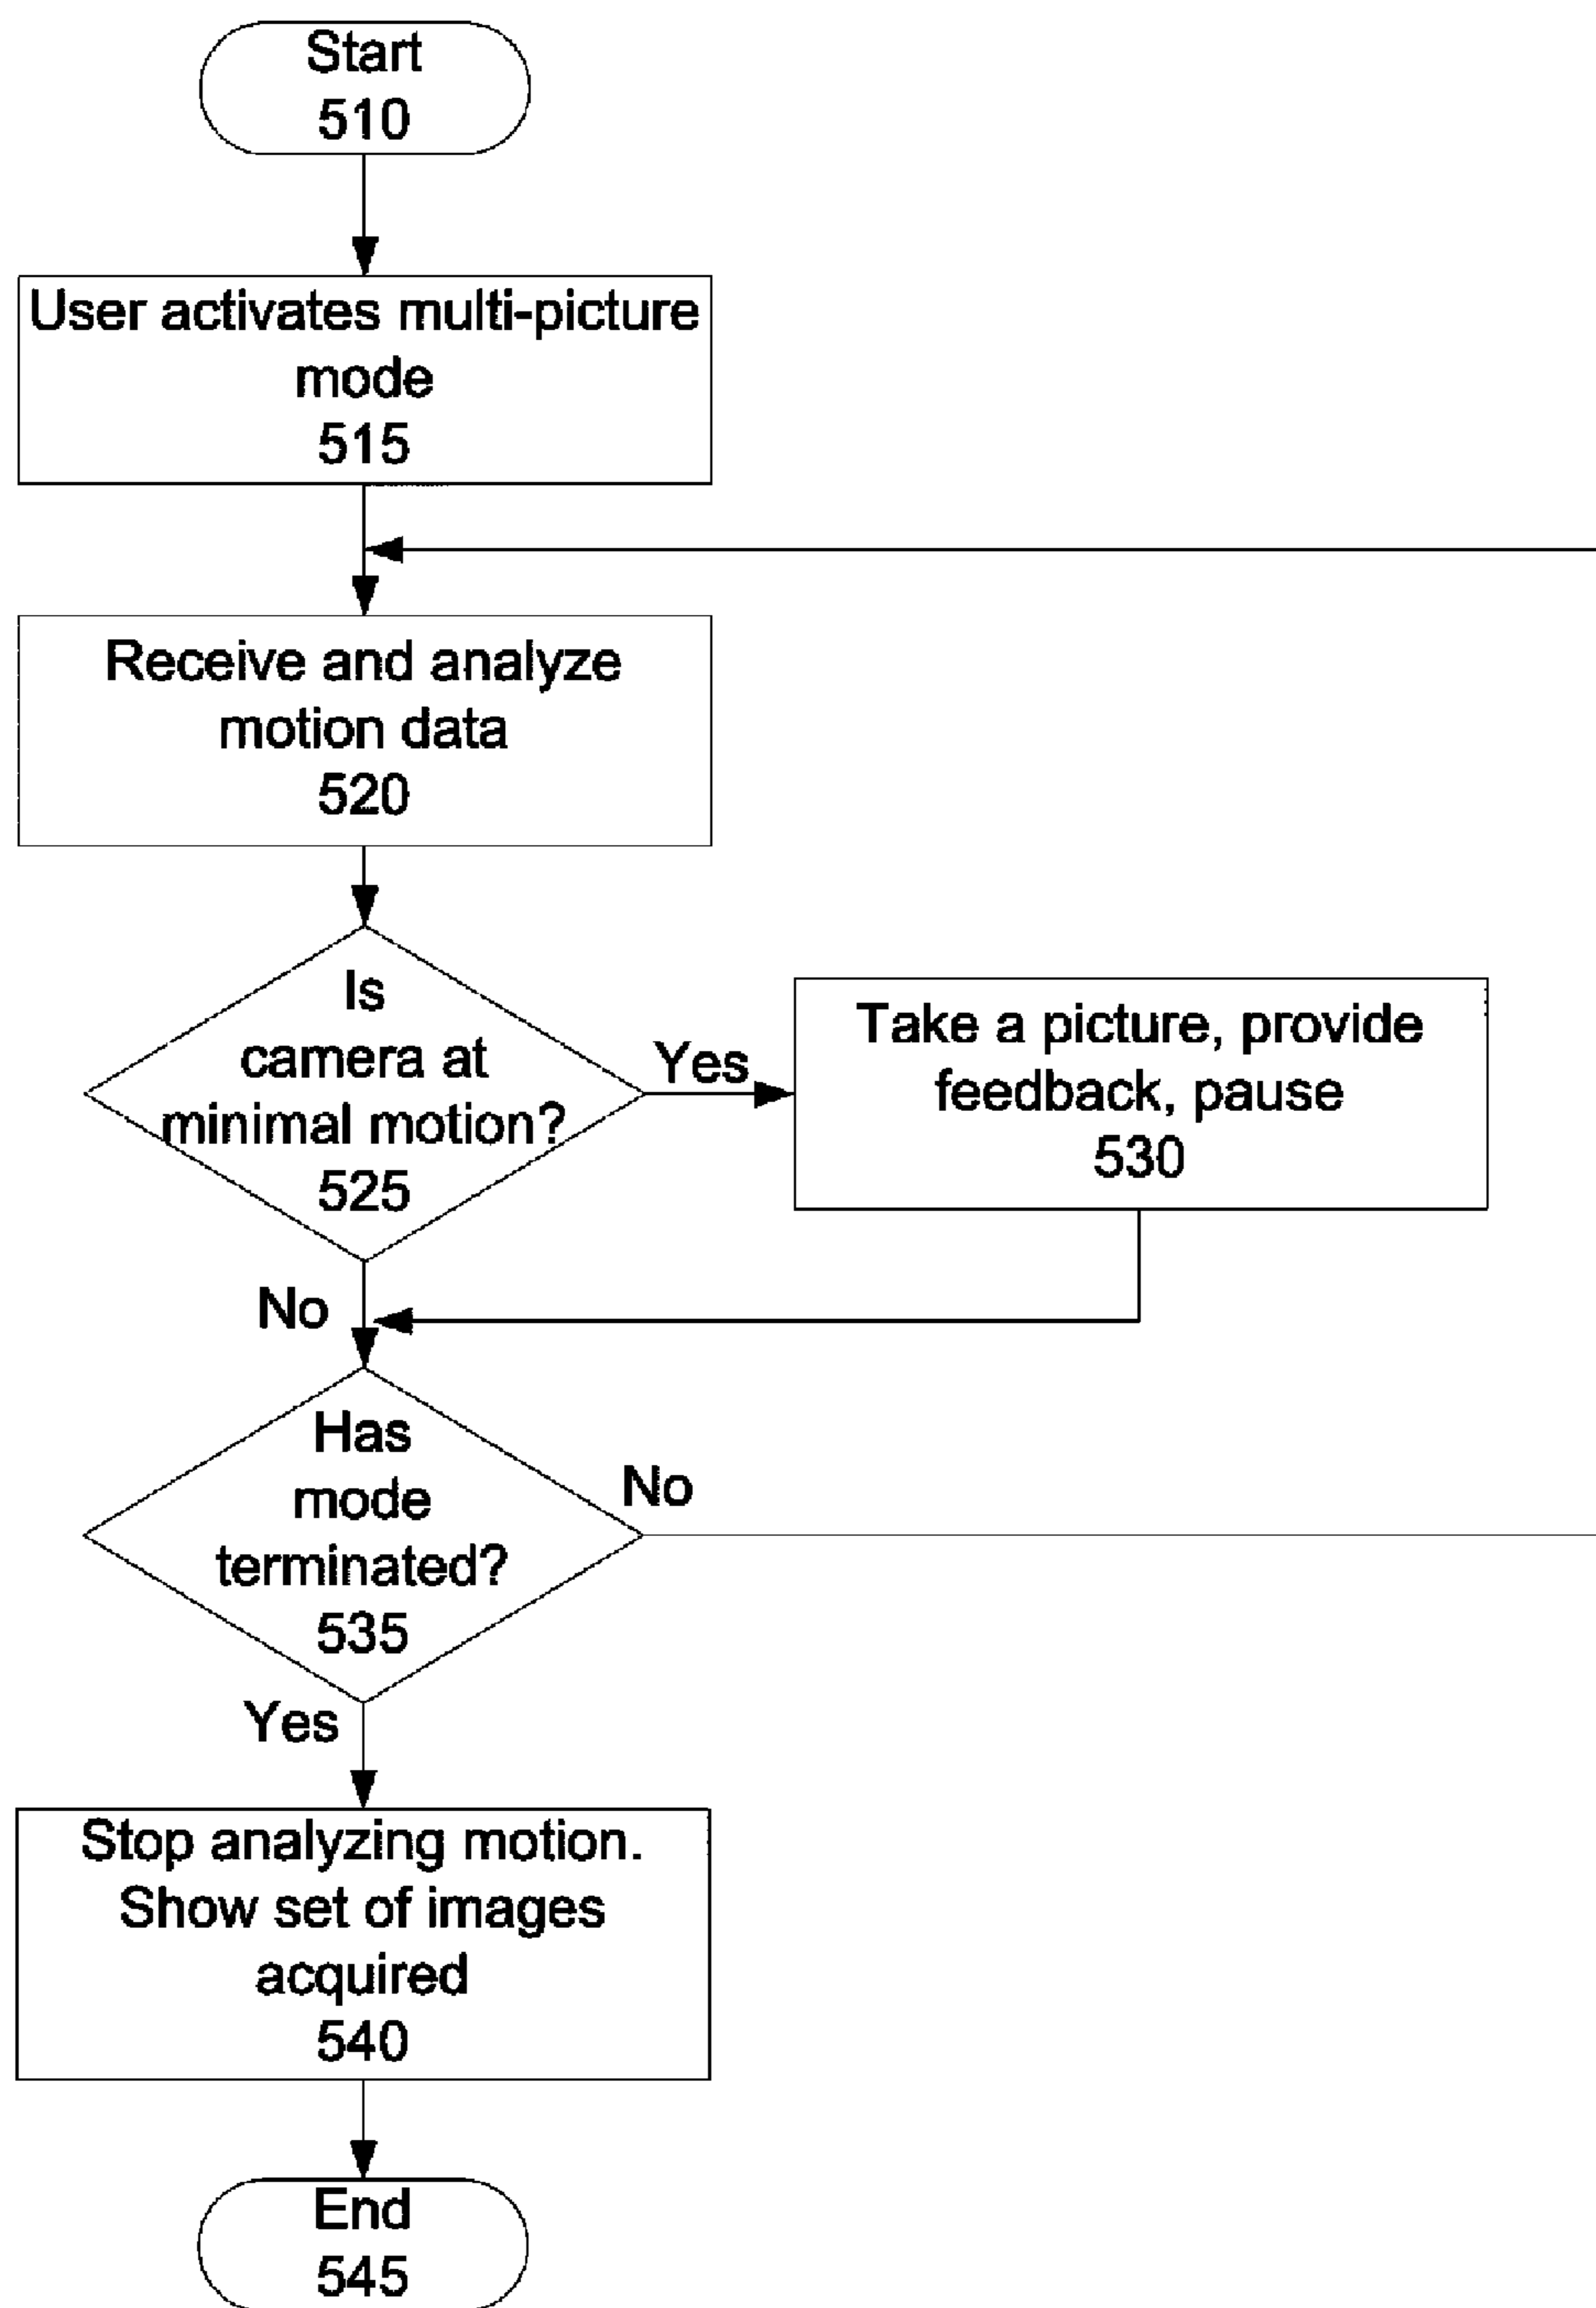 Start
510
User activates multi-picture
mode
515
Receive and analyze
motion data
520
Is
camera at
minimal motion?
525
Yes
Take a picture, provide
feedback, pause
530
No
Has
mode
terminated?
535
No
Yes
Stop analyzing motion.
Show set of images
acquired
540
End
545